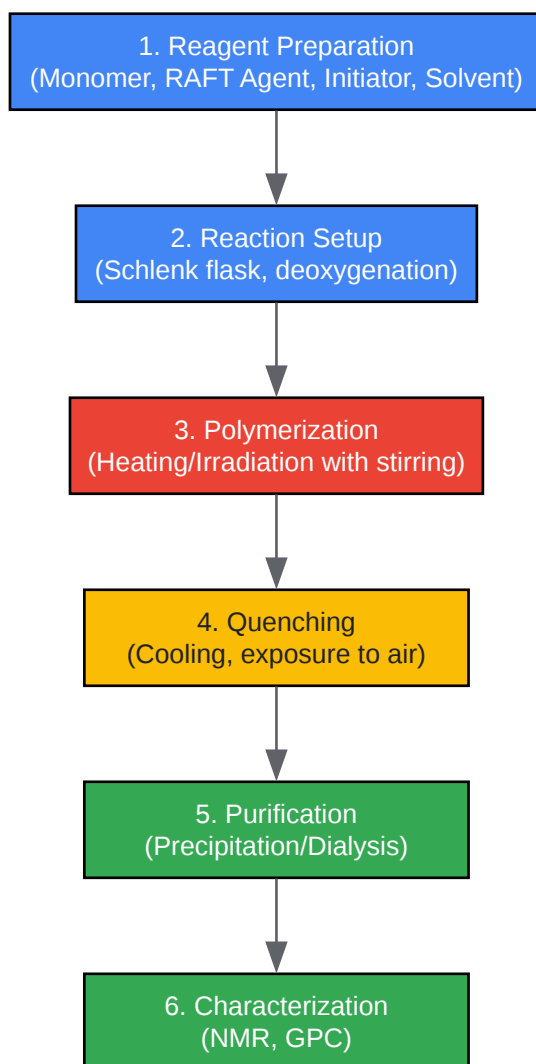 1. Reagent Preparation
(Monomer, RAFT Agent, Initiator, Solvent)
2. Reaction Setup
(Schlenk flask, deoxygenation)
3. Polymerization
(Heating/Irradiation with stirring)
4. Quenching
(Cooling, exposure to air)
5. Purification
(Precipitation/Dialysis)
6. Characterization
(NMR, GPC)